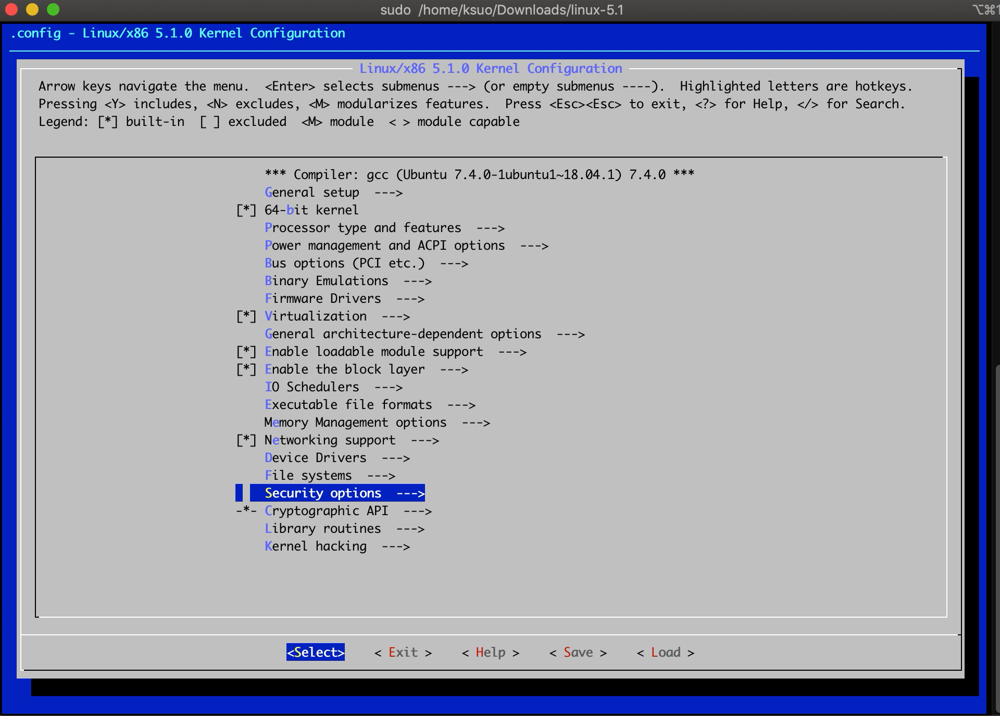 sudo /home/ksuo/Downloads/linux-5.1 ⌥⌘1
.config - Linux/x86 5.1.0 Kernel Configuration
Linux/x86 5.1.0 Kernel Configuration
Arrow keys navigate the menu.  <Enter> selects submenus ---> (or empty submenus ----).  Highlighted letters are hotkeys.
Pressing <Y> includes, <N> excludes, <M> modularizes features.  Press <Esc><Esc> to exit, <?> for Help, </> for Search.
Legend: [*] built-in  [ ] excluded  <M> module  < > module capable
*** Compiler: gcc (Ubuntu 7.4.0-1ubuntu1~18.04.1) 7.4.0 ***
General setup  --->
[*] 64-bit kernel
Processor type and features  --->
Power management and ACPI options  --->
Bus options (PCI etc.)  --->
Binary Emulations  --->
Firmware Drivers  --->
[*] Virtualization  --->
General architecture-dependent options  --->
[*] Enable loadable module support  --->
[*] Enable the block layer  --->
IO Schedulers  --->
Executable file formats  --->
Memory Management options  --->
[*] Networking support  --->
Device Drivers  --->
File systems  --->
Security options  --->
-*- Cryptographic API  --->
Library routines  --->
Kernel hacking  --->
<Select>    < Exit >    < Help >    < Save >    < Load >